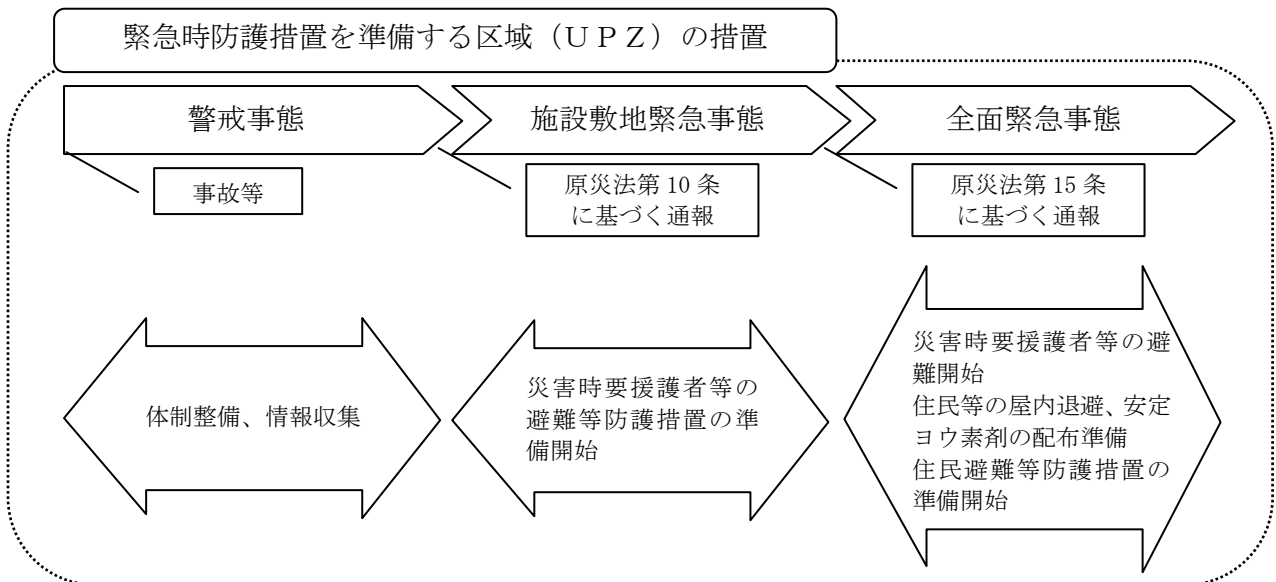 緊急時防護措置を準備する区域（ＵＰＺ）の措置
警戒事態
施設敷地緊急事態
全面緊急事態
事故等
原災法第 10 条
に基づく通報
原災法第 15 条
に基づく通報
体制整備、情報収集
災害時要援護者等の
避難等防護措置の準
備開始
災害時要援護者等の避
難開始
住民等の屋内退避、安定
ヨウ素剤の配布準備
住民避難等防護措置の
準備開始